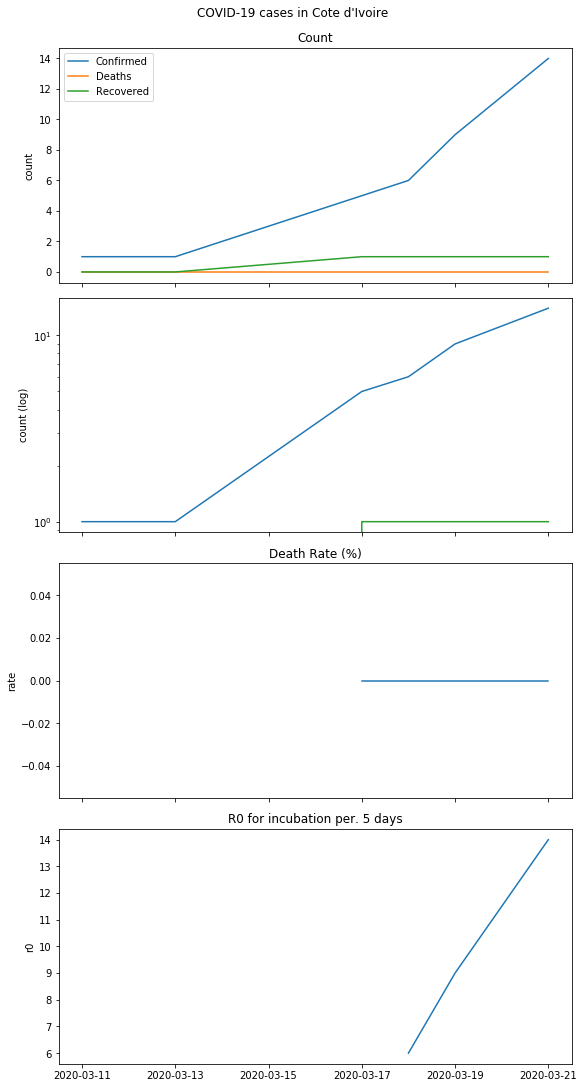 COVID-19 cases in Cote d'Ivoire
Count
Confirmed
Deaths
Recovered
14
12
10
8
6
4
2
0
count
10¹
10⁰
count (log)
Death Rate (%)
0.04
0.02
0.00
−0.02
−0.04
rate
R0 for incubation per. 5 days
14
13
12
11
10
9
8
7
6
r0
2020-03-11 2020-03-13 2020-03-15 2020-03-17 2020-03-19 2020-03-21